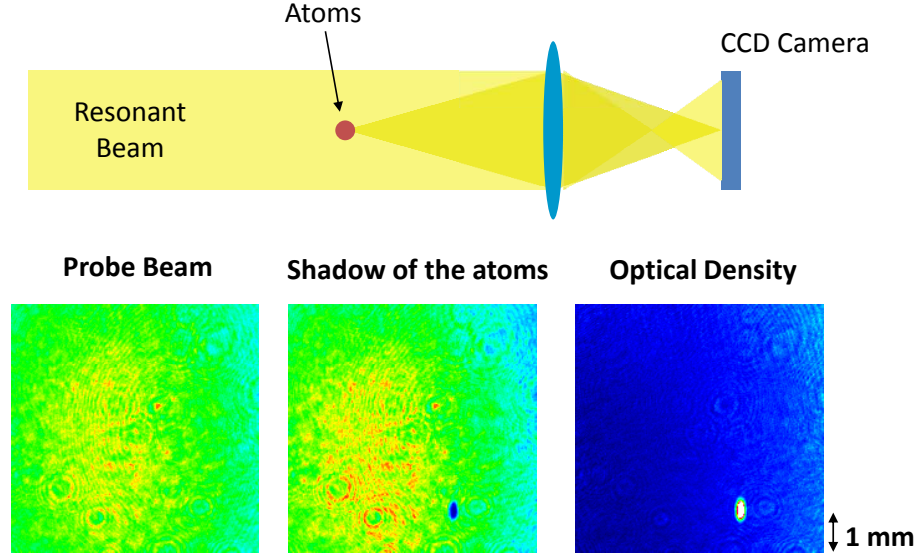 Atoms
CCD Camera
Resonant
Beam
Probe Beam
Shadow of the atoms
Optical Density
1 mm